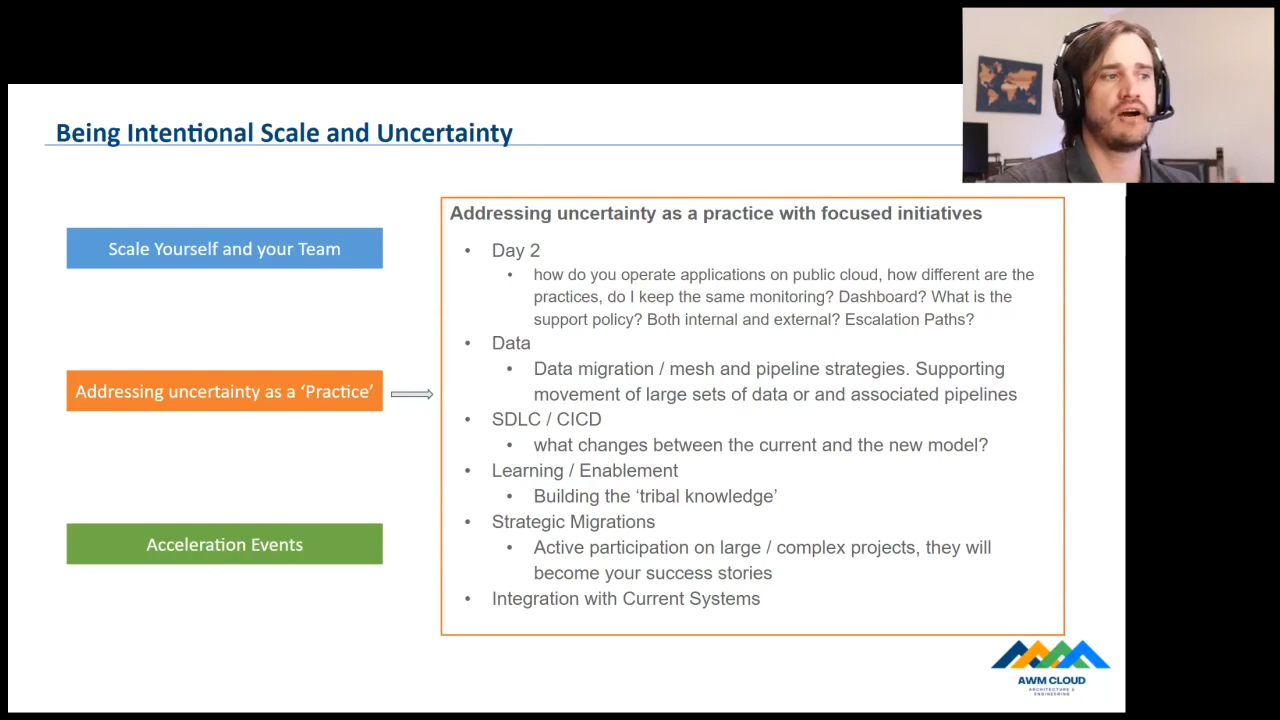 Being Intentional Scale and Uncertainty
Scale Yourself and your Team
Addressing uncertainty as a ‘Practice’
Acceleration Events
Addressing uncertainty as a practice with focused initiatives
• Day 2
• how do you operate applications on public cloud, how different are the
practices, do I keep the same monitoring? Dashboard? What is the
support policy? Both internal and external? Escalation Paths?
• Data
• Data migration / mesh and pipeline strategies. Supporting
movement of large sets of data or and associated pipelines
• SDLC / CICD
• what changes between the current and the new model?
• Learning / Enablement
• Building the ‘tribal knowledge’
• Strategic Migrations
• Active participation on large / complex projects, they will
become your success stories
• Integration with Current Systems
AWM CLOUD
ARCHITECTURE &
ENGINEERING